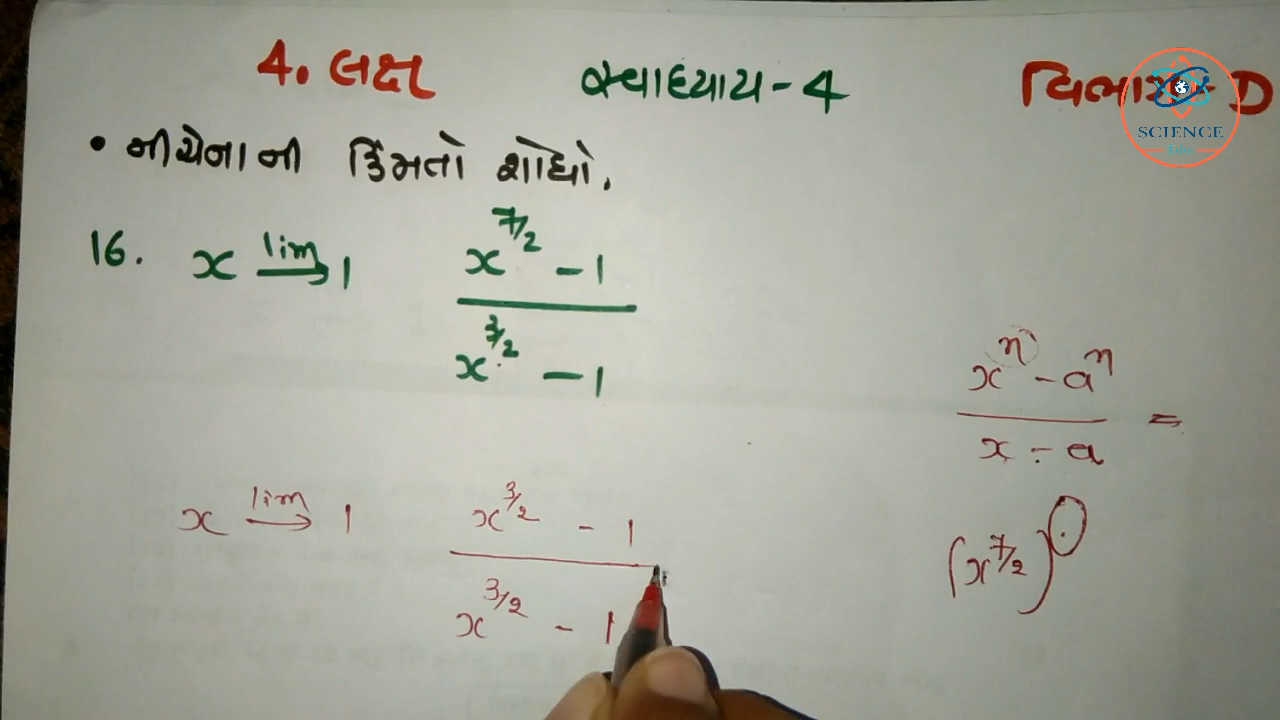 4. લક્ષ સ્વાધ્યાય - 4 વિભાગ - D
SCIENCE
• નીચેનાની કિંમતો શોધો.
16. x lim→ 1 x^7/2 - 1
x^3/2 - 1
x^n - a^n
x - a =
x lim→ 1 x^3/2 - 1
x^3/2 - 1
(x^7/2)